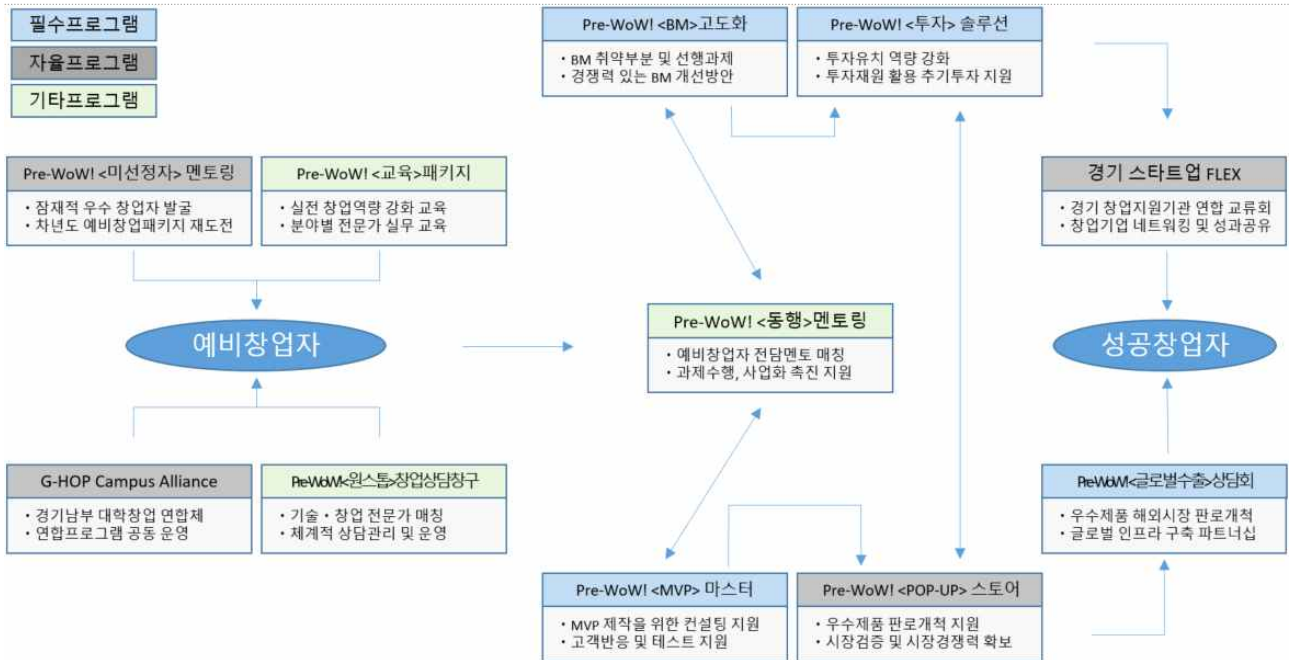 필수프로그램
자율프로그램
기타프로그램
Pre-WoW! <BM>고도화
• BM 취약부분 및 선행과제
• 경쟁력 있는 BM 개선방안
Pre-WoW! <투자> 솔루션
• 투자유치 역량 강화
• 투자재원 활용 추기투자 지원
Pre-WoW! <미선정자> 멘토링
• 잠재적 우수 창업자 발굴
• 차년도 예비창업패키지 재도전
Pre-WoW! <교육>패키지
• 실전 창업역량 강화 교육
• 분야별 전문가 실무 교육
경기 스타트업 FLEX
• 경기 창업지원기관 연합 교류회
• 창업기업 네트워킹 및 성과공유
예비창업자
Pre-WoW! <동행>멘토링
• 예비창업자 전담멘토 매칭
• 과제수행, 사업화 촉진 지원
성공창업자
G-HOP Campus Alliance
• 경기남부 대학창업 연합체
• 연합프로그램 공동 운영
Pre-WoW!<원스톱>창업상담창구
• 기술・창업 전문가 매칭
• 체계적 상담관리 및 운영
Pre-WoW!<글로벌수출>상담회
• 우수제품 해외시장 판로개척
• 글로벌 인프라 구축 파트너십
Pre-WoW! <MVP> 마스터
• MVP 제작을 위한 컨설팅 지원
• 고객반응 및 테스트 지원
Pre-WoW! <POP-UP> 스토어
• 우수제품 판로개척 지원
• 시장검증 및 시장경쟁력 확보